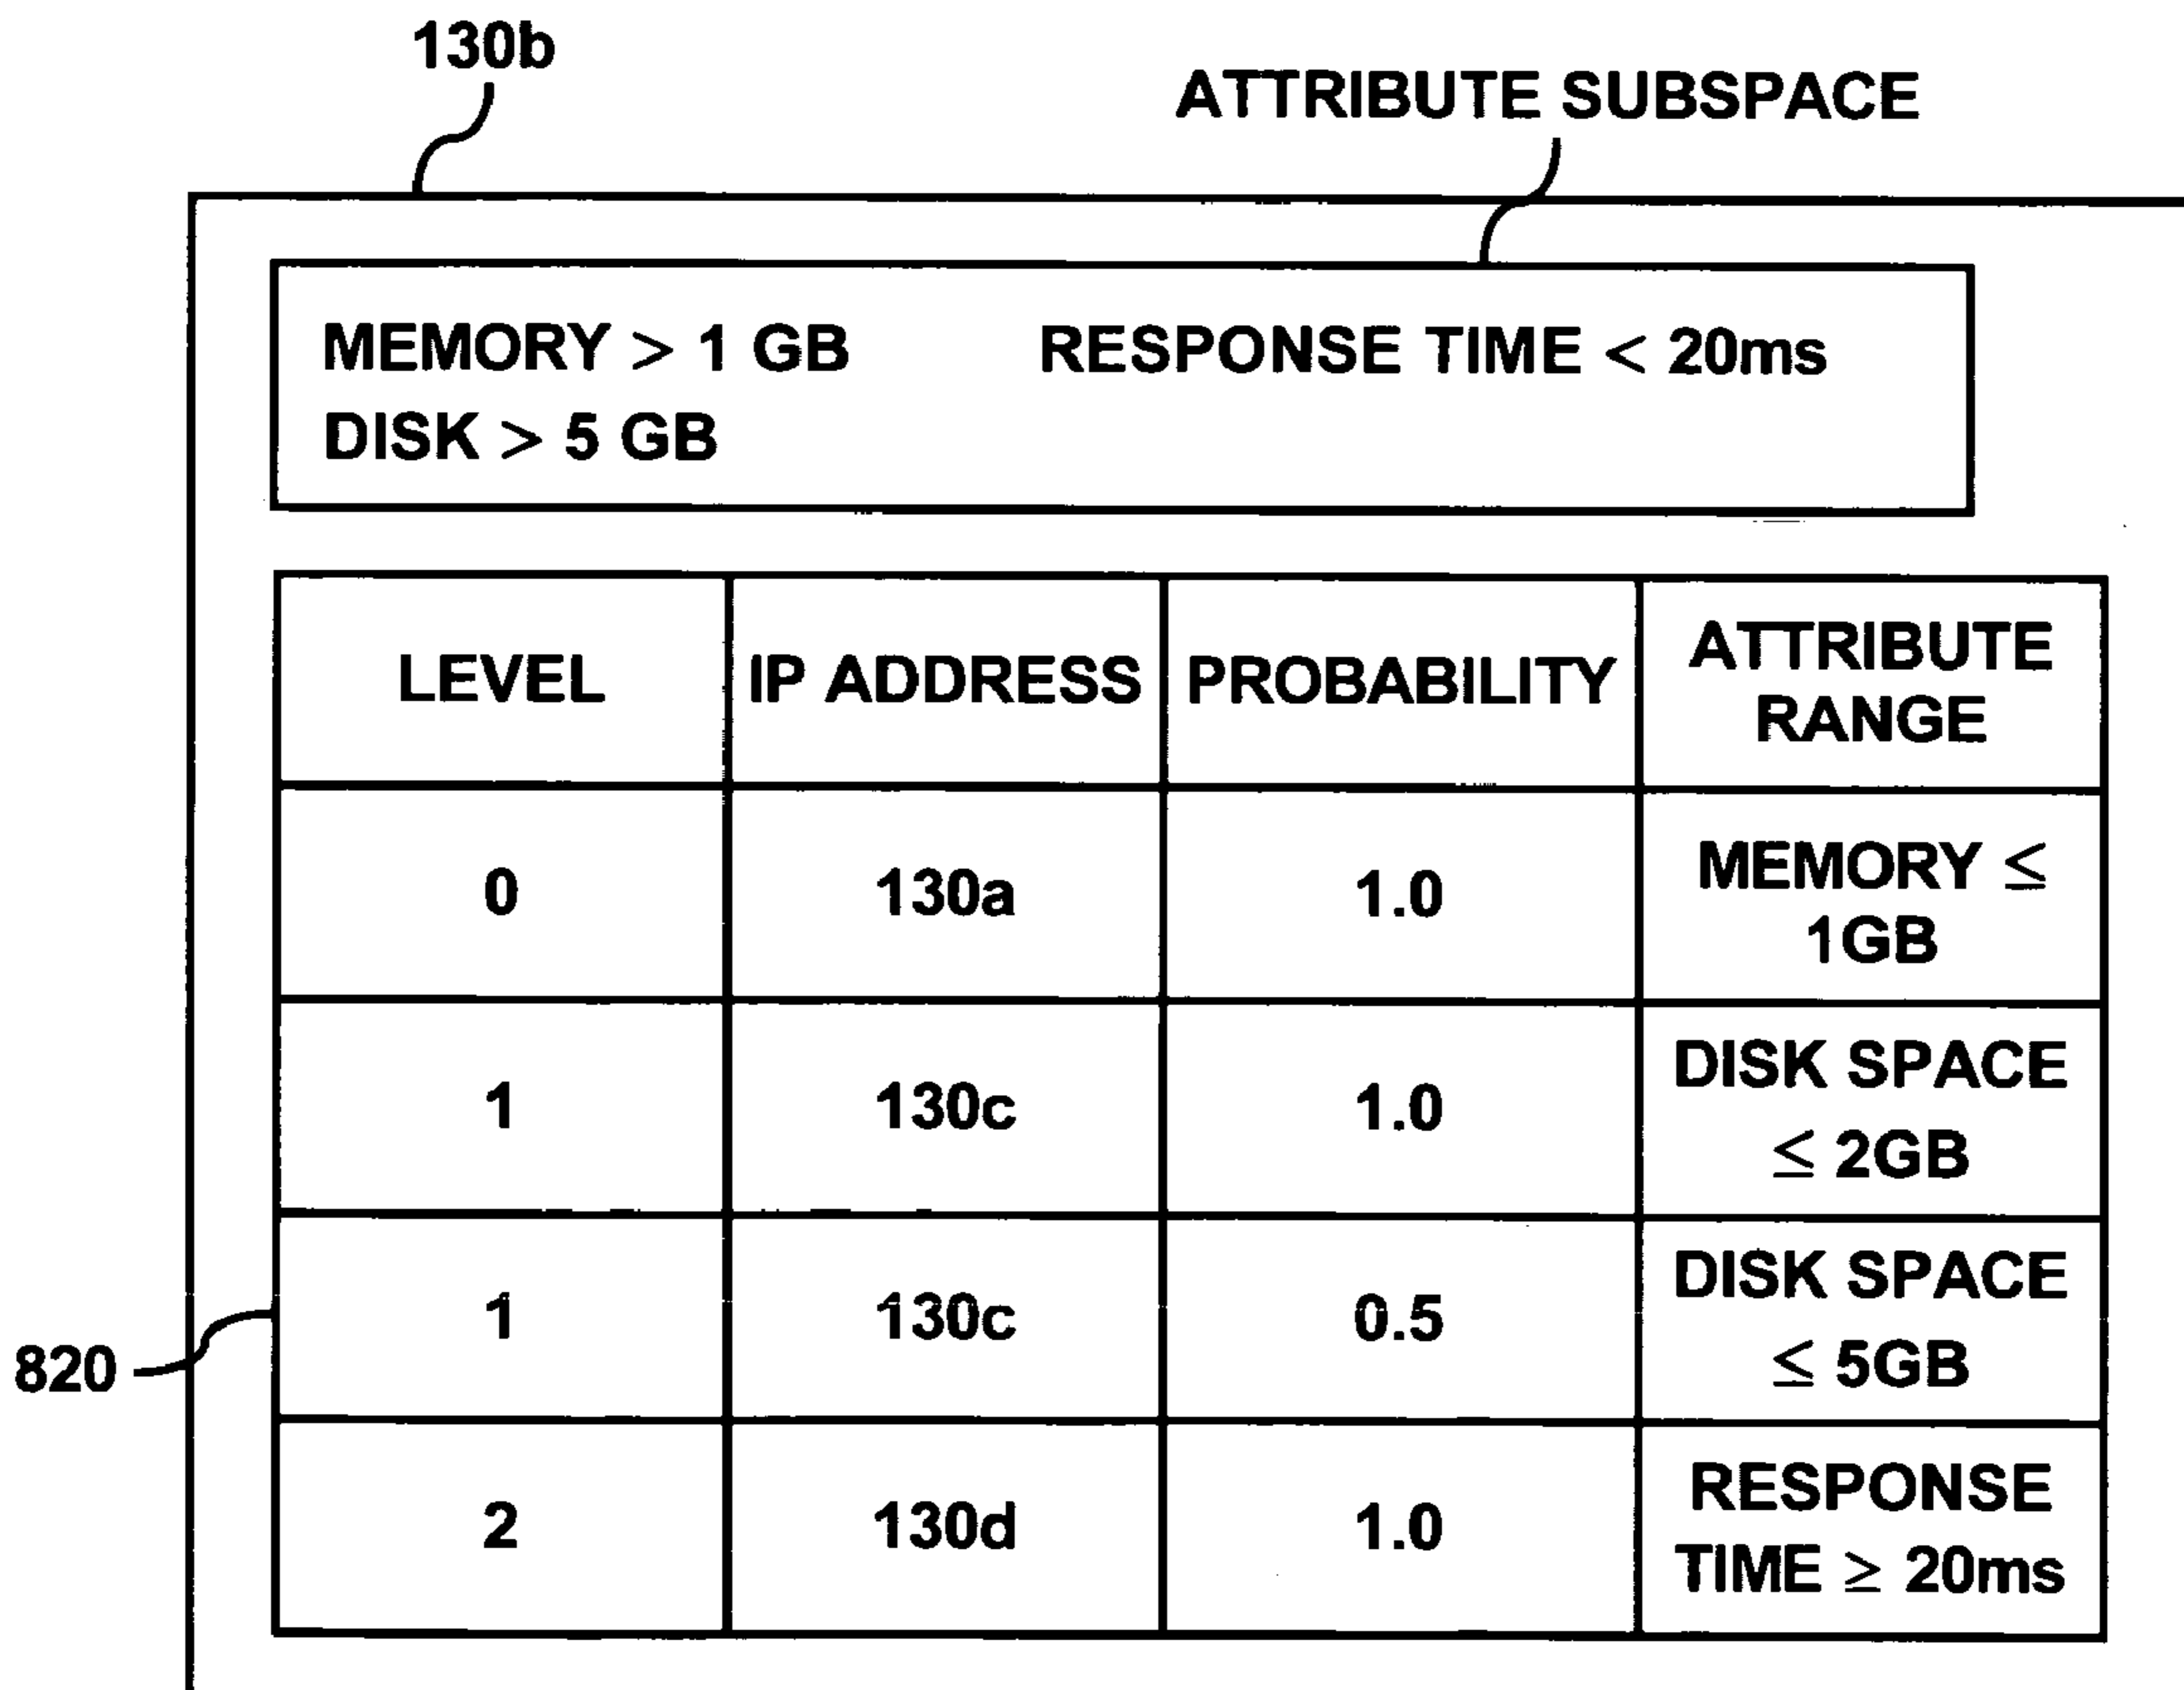 130b
ATTRIBUTE SUBSPACE
MEMORY > 1 GB RESPONSE TIME < 20ms
DISK > 5 GB
LEVEL IP ADDRESS PROBABILITY ATTRIBUTE RANGE
0 130a 1.0 MEMORY ≤ 1GB
1 130c 1.0 DISK SPACE ≤ 2GB
1 130c 0.5 DISK SPACE ≤ 5GB
820
2 130d 1.0 RESPONSE TIME ≥ 20ms